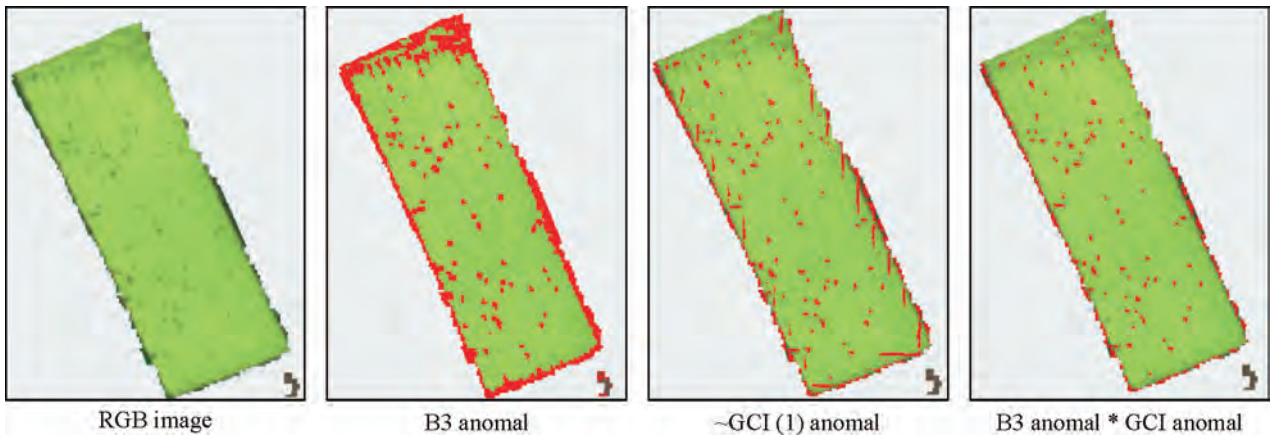 RGB image
B3 anomal
~GCI (1) anomal
B3 anomal * GCI anomal